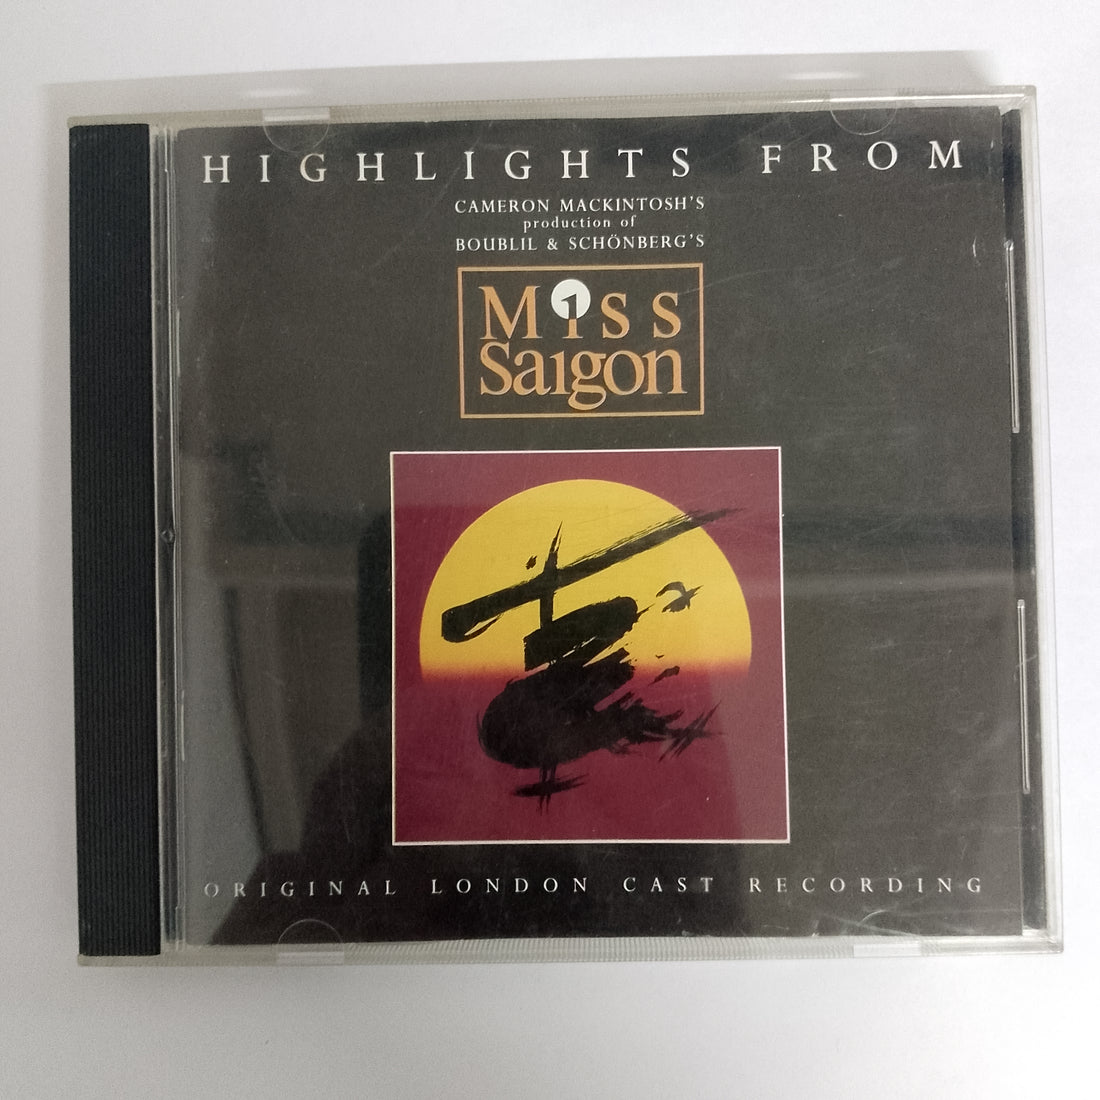 HIGHLIGHTS FROM
CAMERON MACKINTOSH'S
production of
BOUBLIL & SCHÖNBERG'S
Miss
Saigon
ORIGINAL LONDON CAST RECORDING